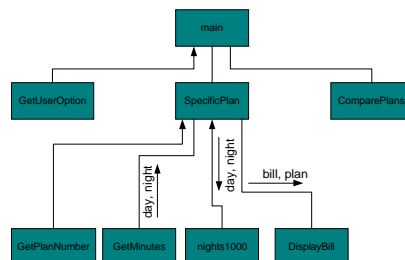 main
GetUserOption
SpecificPlan
ComparePlans
day, night
day, night
bill, plan
GetPlanNumber
GetMinutes
nights1000
DisplayBill